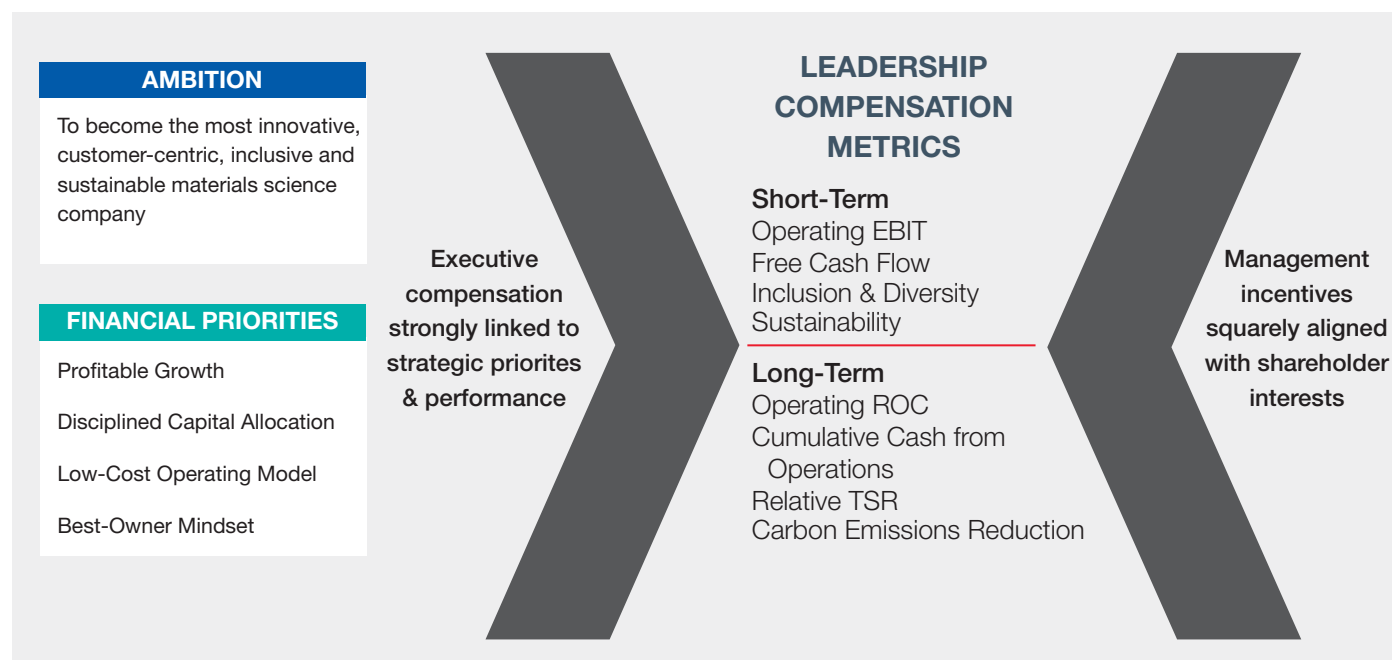 AMBITION
To become the most innovative,
customer-centric, inclusive and
sustainable materials science
company
FINANCIAL PRIORITIES
Profitable Growth
Disciplined Capital Allocation
Low-Cost Operating Model
Best-Owner Mindset
Executive
compensation
strongly linked to
strategic priorites
& performance
LEADERSHIP
COMPENSATION
METRICS
Short-Term
Operating EBIT
Free Cash Flow
Inclusion & Diversity
Sustainability
Long-Term
Operating ROC
Cumulative Cash from
Operations
Relative TSR
Carbon Emissions Reduction
Management
incentives
squarely aligned
with shareholder
interests